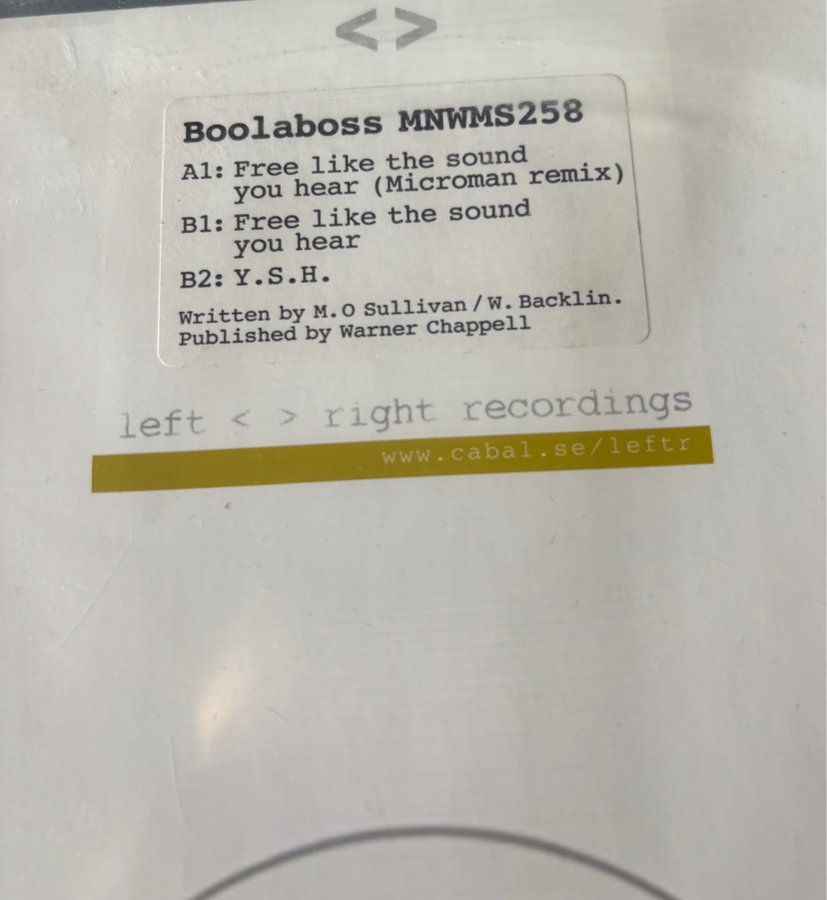 < >
Boolaboss MNWMS258
A1: Free like the sound
you hear (Microman remix)
B1: Free like the sound
you hear
B2: Y.S.H.
Written by M.O Sullivan / W. Backlin.
Published by Warner Chappell
left < > right recordings
www.cabal.se/leftr